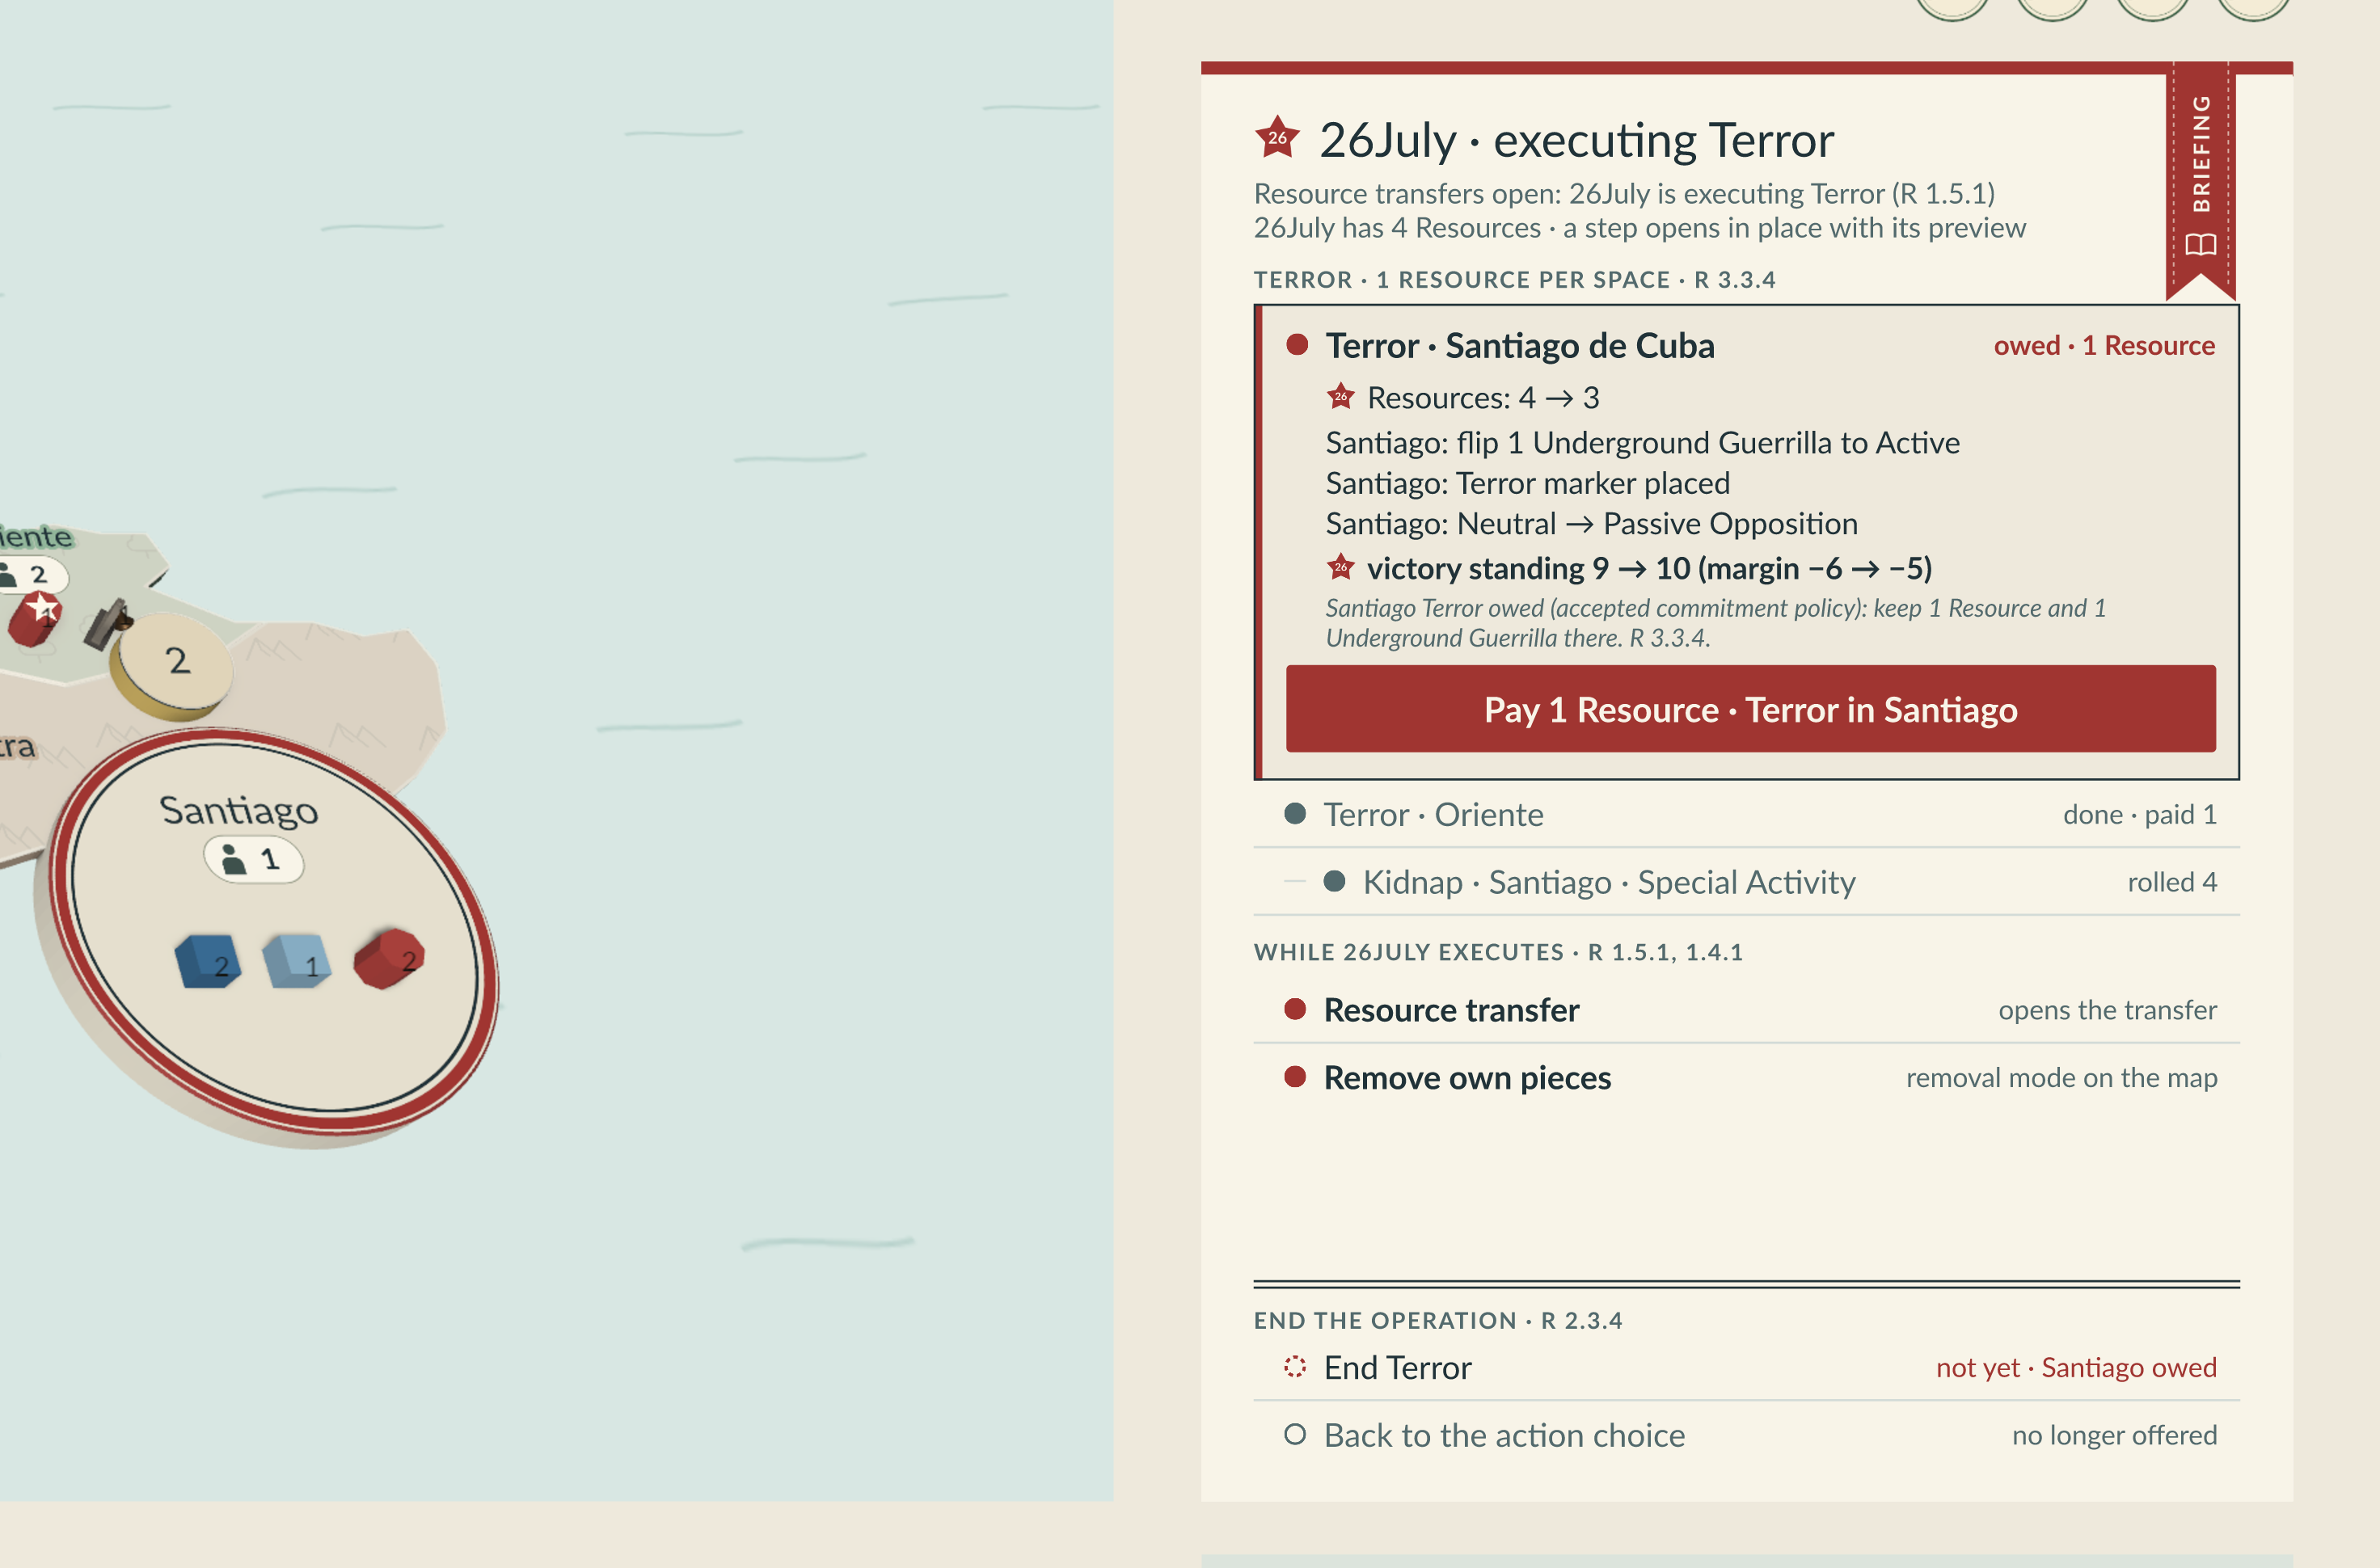 iente
2
1
2
tra
Santiago
1
2
1
2
BRIEFING
26
26July · executing Terror
Resource transfers open: 26July is executing Terror (R 1.5.1)
26July has 4 Resources · a step opens in place with its preview
TERROR · 1 RESOURCE PER SPACE · R 3.3.4
Terror · Santiago de Cuba owed · 1 Resource
26 Resources: 4 → 3
Santiago: flip 1 Underground Guerrilla to Active
Santiago: Terror marker placed
Santiago: Neutral → Passive Opposition
26 victory standing 9 → 10 (margin −6 → −5)
Santiago Terror owed (accepted commitment policy): keep 1 Resource and 1
Underground Guerrilla there. R 3.3.4.
Pay 1 Resource · Terror in Santiago
Terror · Oriente done · paid 1
Kidnap · Santiago · Special Activity rolled 4
WHILE 26JULY EXECUTES · R 1.5.1, 1.4.1
Resource transfer opens the transfer
Remove own pieces removal mode on the map
END THE OPERATION · R 2.3.4
End Terror not yet · Santiago owed
Back to the action choice no longer offered